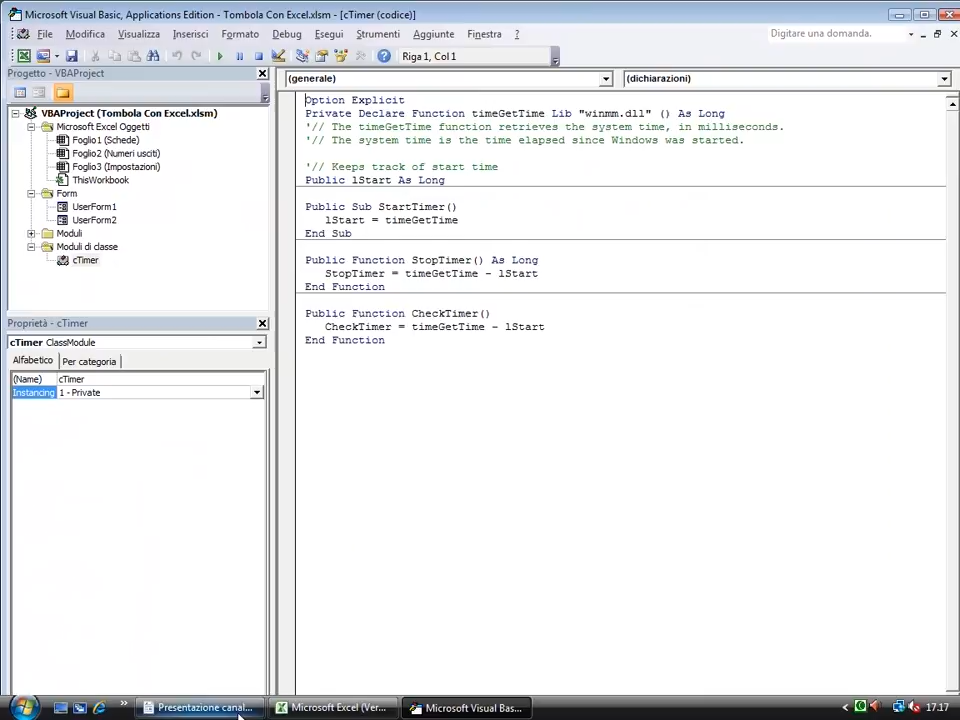 Microsoft Visual Basic, Applications Edition - Tombola Con Excel.xlsm - [cTimer (codice)]
File Modifica Visualizza Inserisci Formato Debug Esegui Strumenti Aggiunte Finestra ?
Digitare una domanda.
Riga 1, Col 1
Progetto - VBAProject
(generale)
(dichiarazioni)
VBAProject (Tombola Con Excel.xlsm)
Microsoft Excel Oggetti
Foglio1 (Schede)
Foglio2 (Numeri usciti)
Foglio3 (Impostazioni)
ThisWorkbook
Form
UserForm1
UserForm2
Moduli
Moduli di classe
cTimer
Proprietà - cTimer
cTimer ClassModule
Alfabetico
Per categoria
(Name) cTimer
Instancing 1 - Private
Option Explicit
Private Declare Function timeGetTime Lib "winmm.dll" () As Long
'// The timeGetTime function retrieves the system time, in milliseconds.
'// The system time is the time elapsed since Windows was started.
'// Keeps track of start time
Public lStart As Long
Public Sub StartTimer()
lStart = timeGetTime
End Sub
Public Function StopTimer() As Long
StopTimer = timeGetTime - lStart
End Function
Public Function CheckTimer()
CheckTimer = timeGetTime - lStart
End Function
Presentazione canal...
Microsoft Excel (Ver...
Microsoft Visual Bas...
17.17